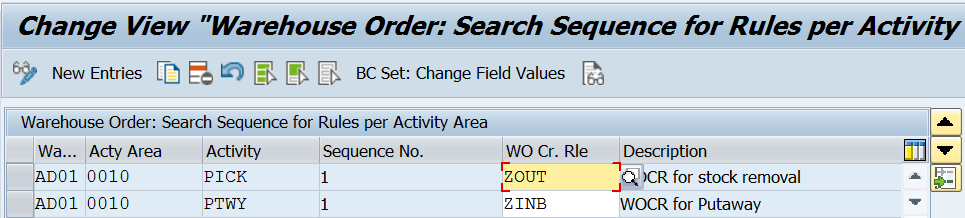 Change View "Warehouse Order: Search Sequence for Rules per Activity
New Entries BC Set: Change Field Values
Warehouse Order: Search Sequence for Rules per Activity Area
Wa... Acty Area Activity Sequence No. WO Cr. Rle Description
AD01 0010 PICK 1 ZOUT OCR for stock removal
AD01 0010 PTWY 1 ZINB WOCR for Putaway